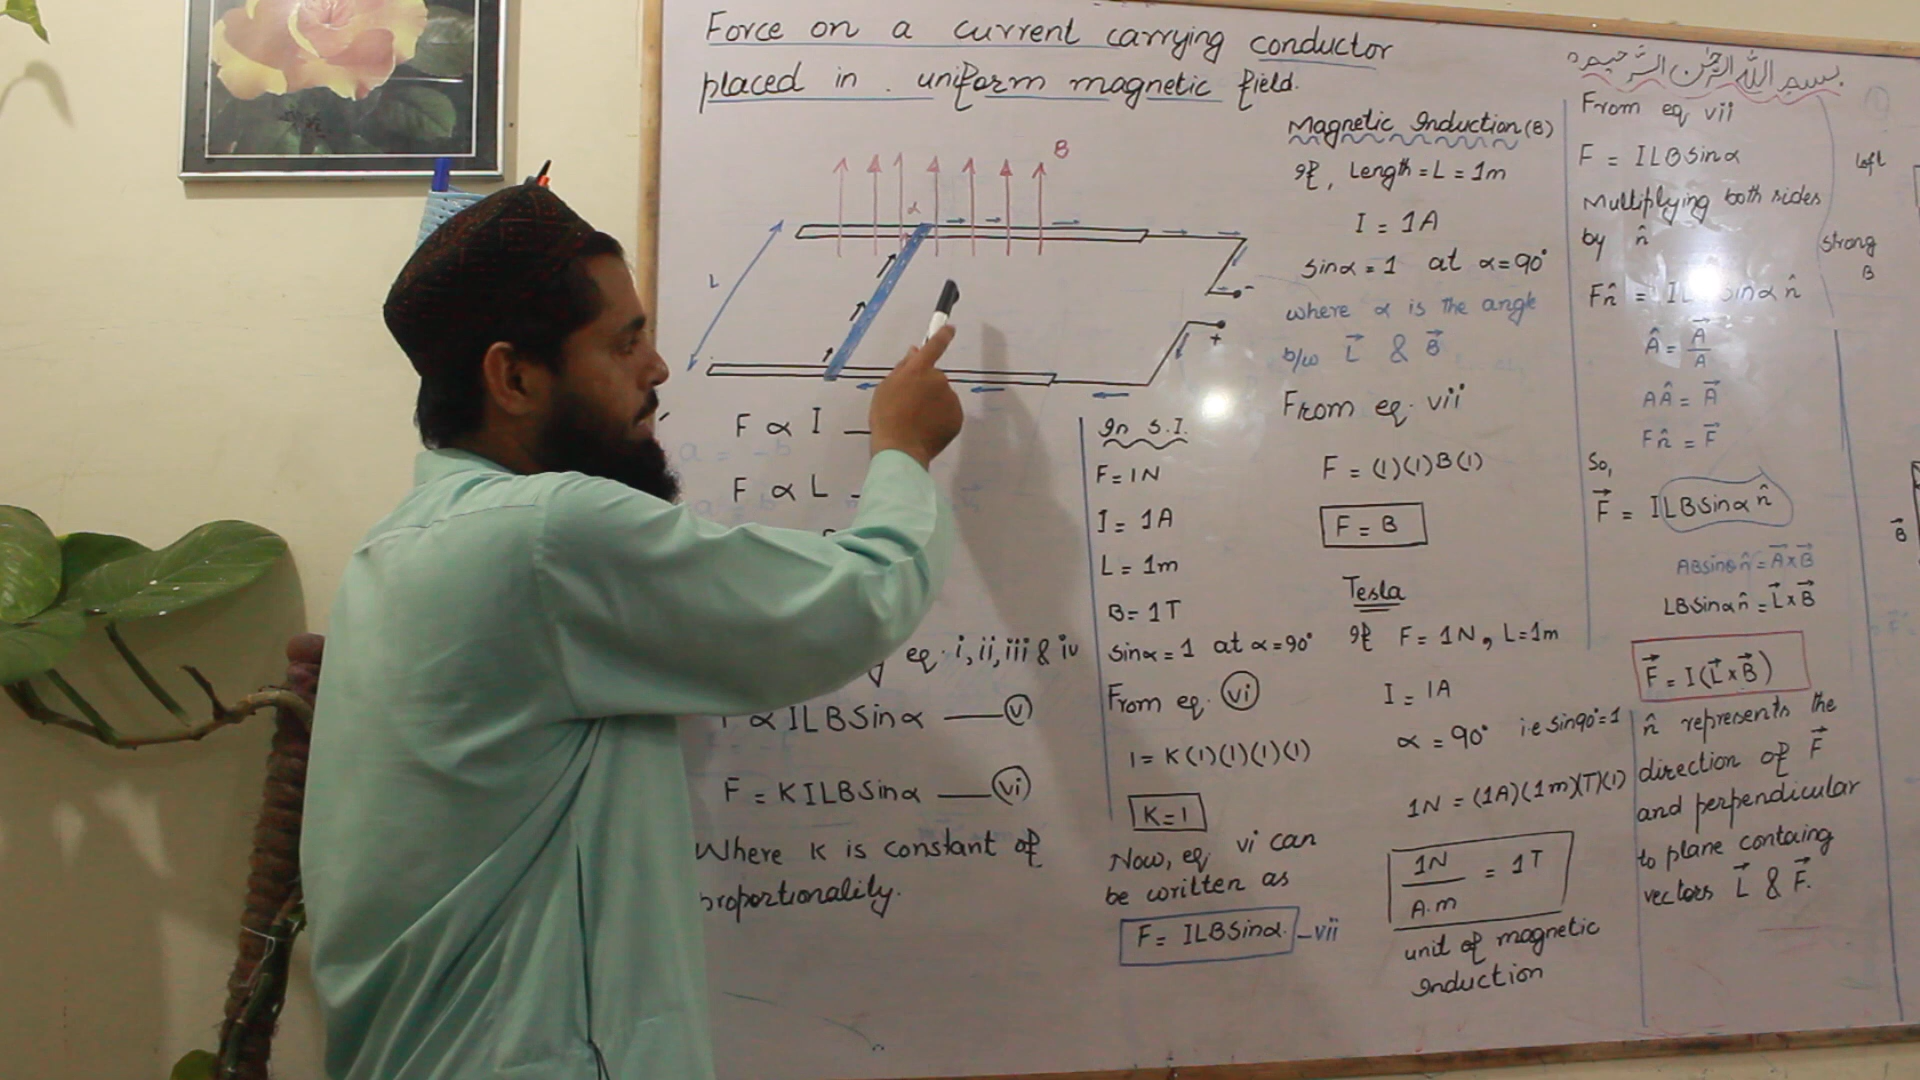 Force on a current carrying conductor
placed in uniform magnetic field.
B
α
L
-
+
F ∝ I
F ∝ L
eq. i, ii, iii & iv
∝ ILBSinα — (v)
F = KILBSinα — (vi)
Where K is constant of
proportionality.
In S.I.
F = 1N
I = 1A
L = 1m
B = 1T
sinα = 1 at α = 90°
From eq. (vi)
1 = K(1)(1)(1)(1)
K = 1
Now, eq vi can
be written as
F = ILBSinα. - vii
Magnetic Induction (B)
If, Length = L = 1m
I = 1A
sinα = 1 at α = 90°
where α is the angle
b/w L⃗ & B⃗
From eq. vii
F = (1)(1)B(1)
F = B
Tesla
If F = 1N, L = 1m
I = 1A
α = 90° i.e sin90° = 1
1N = (1A)(1m)(T)(1)
1N/A.m = 1T
unit of magnetic
Induction
بسم الله الرحمن الرحيم
From eq vii
F = ILBSinα
Multiplying both sides
by n̂
Fn̂ = IL Sinα n̂
Â = A⃗/A
AÂ = A⃗
Fn̂ = F⃗
So,
F⃗ = ILBSinα n̂
ABsinθn̂ = A⃗ x B⃗
LBSinαn̂ = L⃗ x B⃗
F⃗ = I(L⃗ x B⃗)
n̂ represents the
direction of F⃗
and perpendicular
to plane containg
vectors L⃗ & F⃗.
Left
Strong
B
B⃗